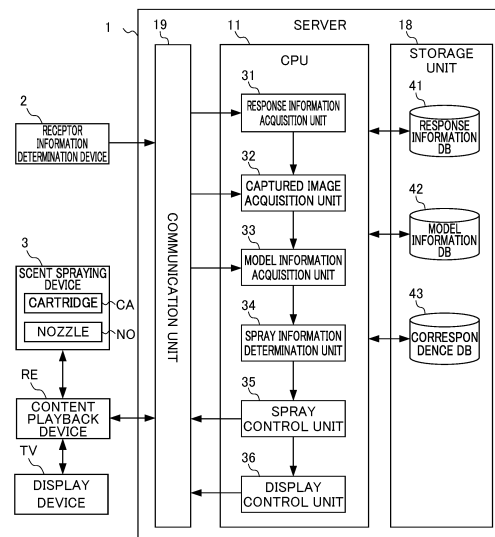 1
SERVER
19
11
18
CPU
STORAGE
UNIT
2
RECEPTOR
INFORMATION
DETERMINATION DEVICE
31
RESPONSE INFORMATION
ACQUISITION UNIT
41
RESPONSE
INFORMATION
DB
32
CAPTURED IMAGE
ACQUISITION UNIT
42
MODEL
INFORMATION
DB
33
MODEL INFORMATION
ACQUISITION UNIT
COMMUNICATION UNIT
3
SCENT SPRAYING
DEVICE
CARTRIDGE
CA
NOZZLE
NO
34
SPRAY INFORMATION
DETERMINATION UNIT
43
CORRESPON
DENCE DB
RE
CONTENT
PLAYBACK
DEVICE
35
SPRAY
CONTROL UNIT
TV
DISPLAY
DEVICE
36
DISPLAY
CONTROL UNIT